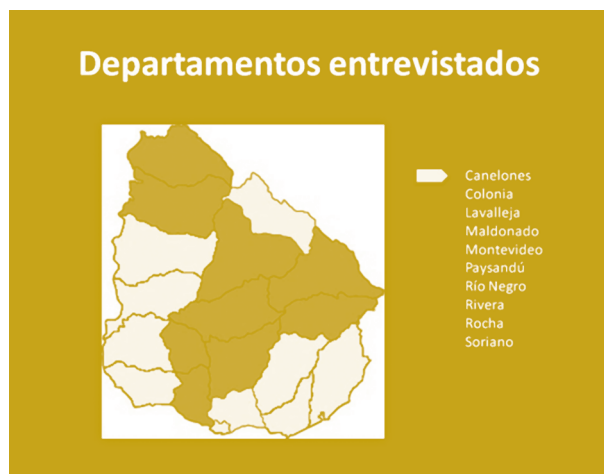 Departamentos entrevistados
Canelones
Colonia
Lavalleja
Maldonado
Montevideo
Paysandú
Río Negro
Rivera
Rocha
Soriano